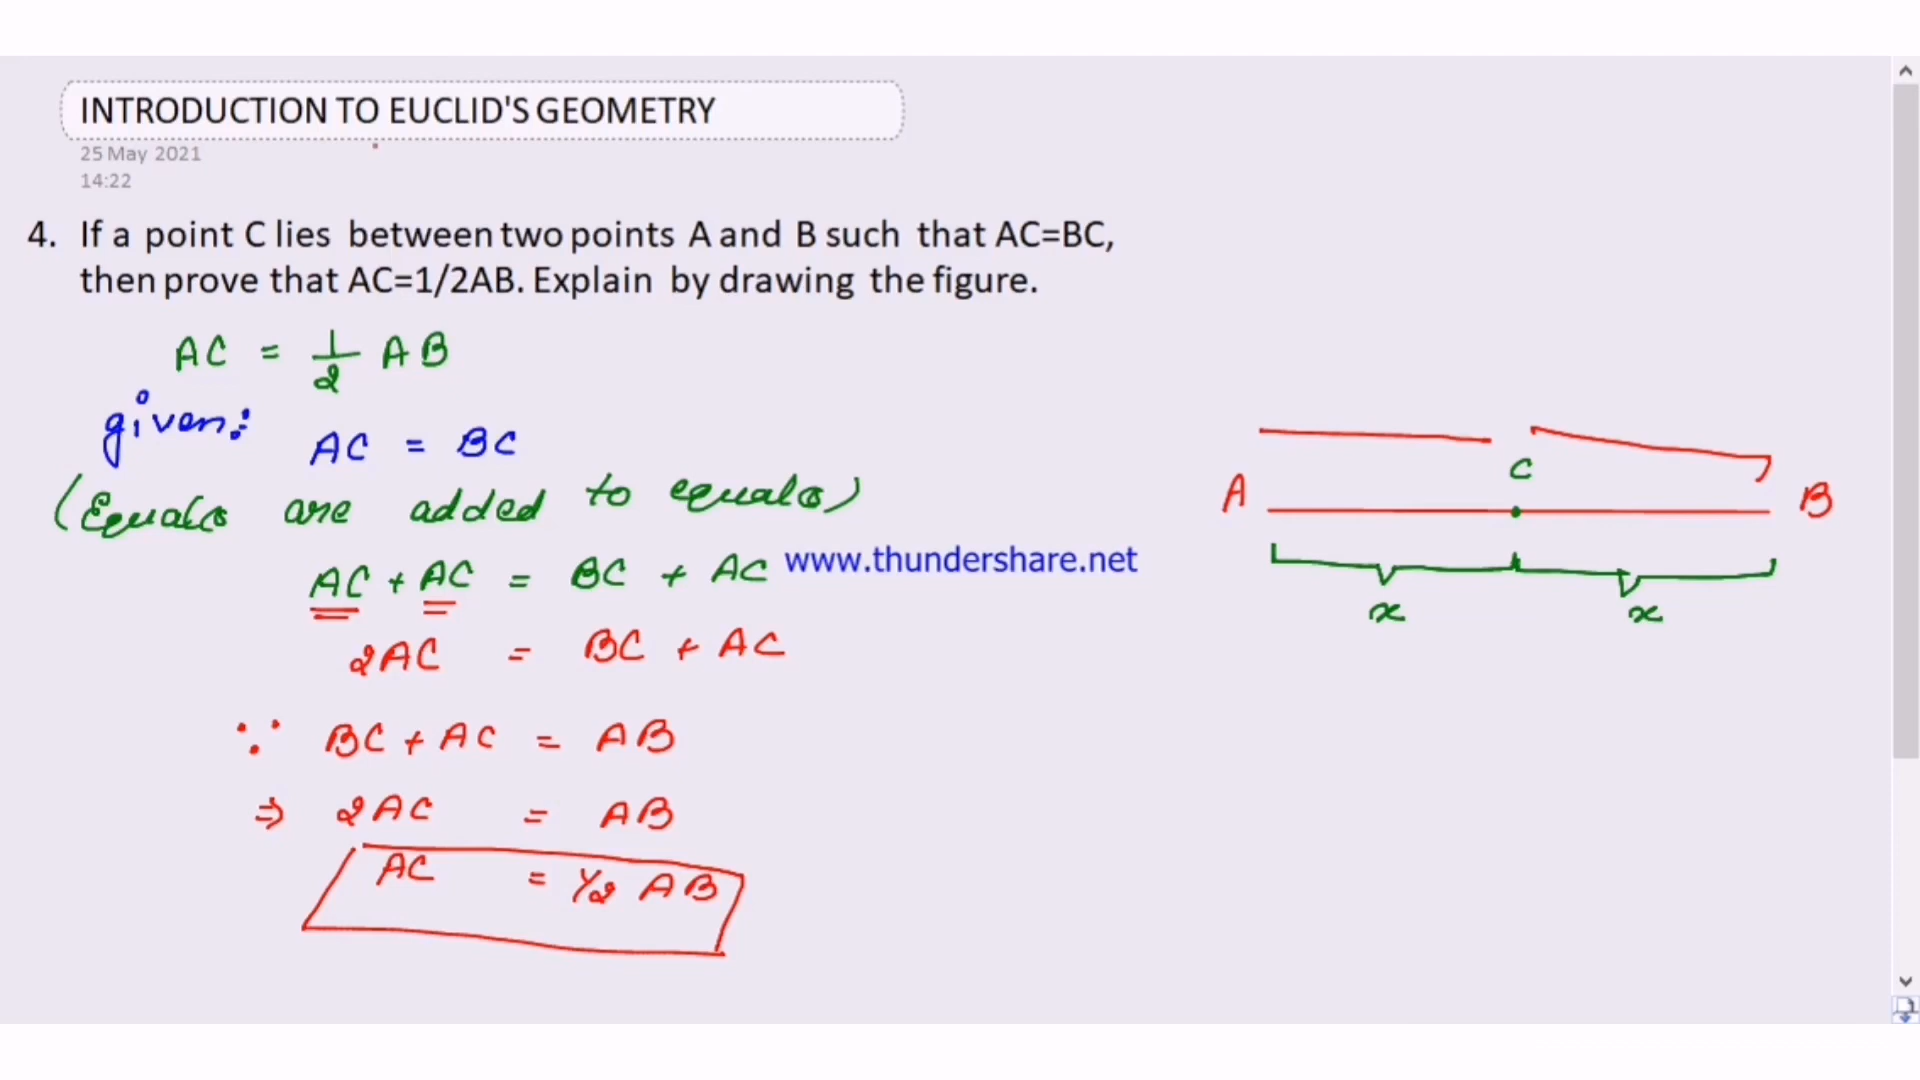 INTRODUCTION TO EUCLID'S GEOMETRY
25 May 2021
14:22
4. If a point C lies between two points A and B such that AC=BC,
then prove that AC=1/2AB. Explain by drawing the figure.
AC = 1/2 AB
given: AC = BC
(Equals are added to equals)
AC + AC = BC + AC
www.thundershare.net
2AC = BC + AC
∵ BC + AC = AB
⇒ 2AC = AB
AC = 1/2 AB
C
A B
x x